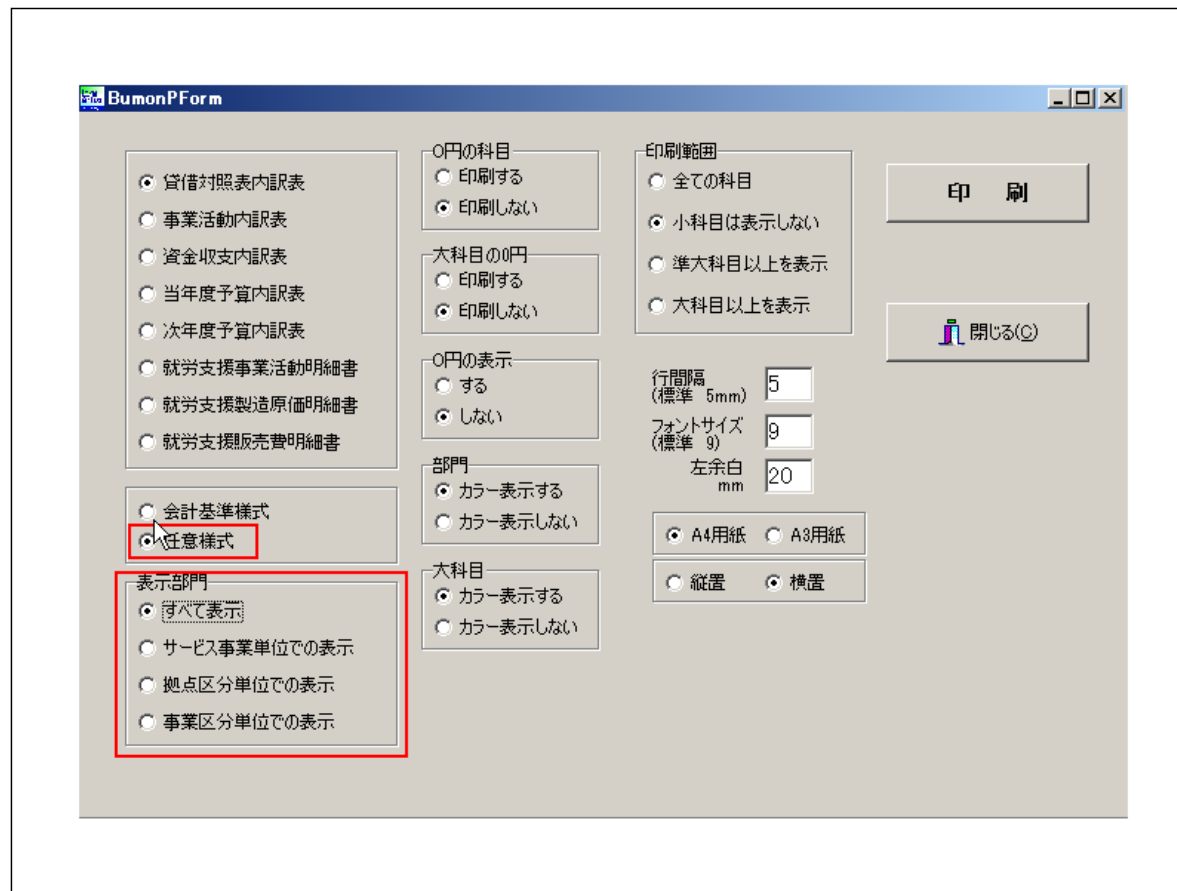 BumonPForm
貸借対照表内訳表
事業活動内訳表
資金収支内訳表
当年度予算内訳表
次年度予算内訳表
就労支援事業活動明細書
就労支援製造原価明細書
就労支援販売費明細書
会計基準様式
任意様式
表示部門
すべて表示
サービス事業単位での表示
拠点区分単位での表示
事業区分単位での表示
0円の科目
印刷する
印刷しない
大科目の0円
印刷する
印刷しない
0円の表示
する
しない
部門
カラー表示する
カラー表示しない
大科目
カラー表示する
カラー表示しない
印刷範囲
全ての科目
小科目は表示しない
準大科目以上を表示
大科目以上を表示
行間隔
(標準 5mm) 5
フォントサイズ
(標準 9) 9
左余白
mm 20
A4用紙 A3用紙
縦置 横置
印 刷
閉じる(C)